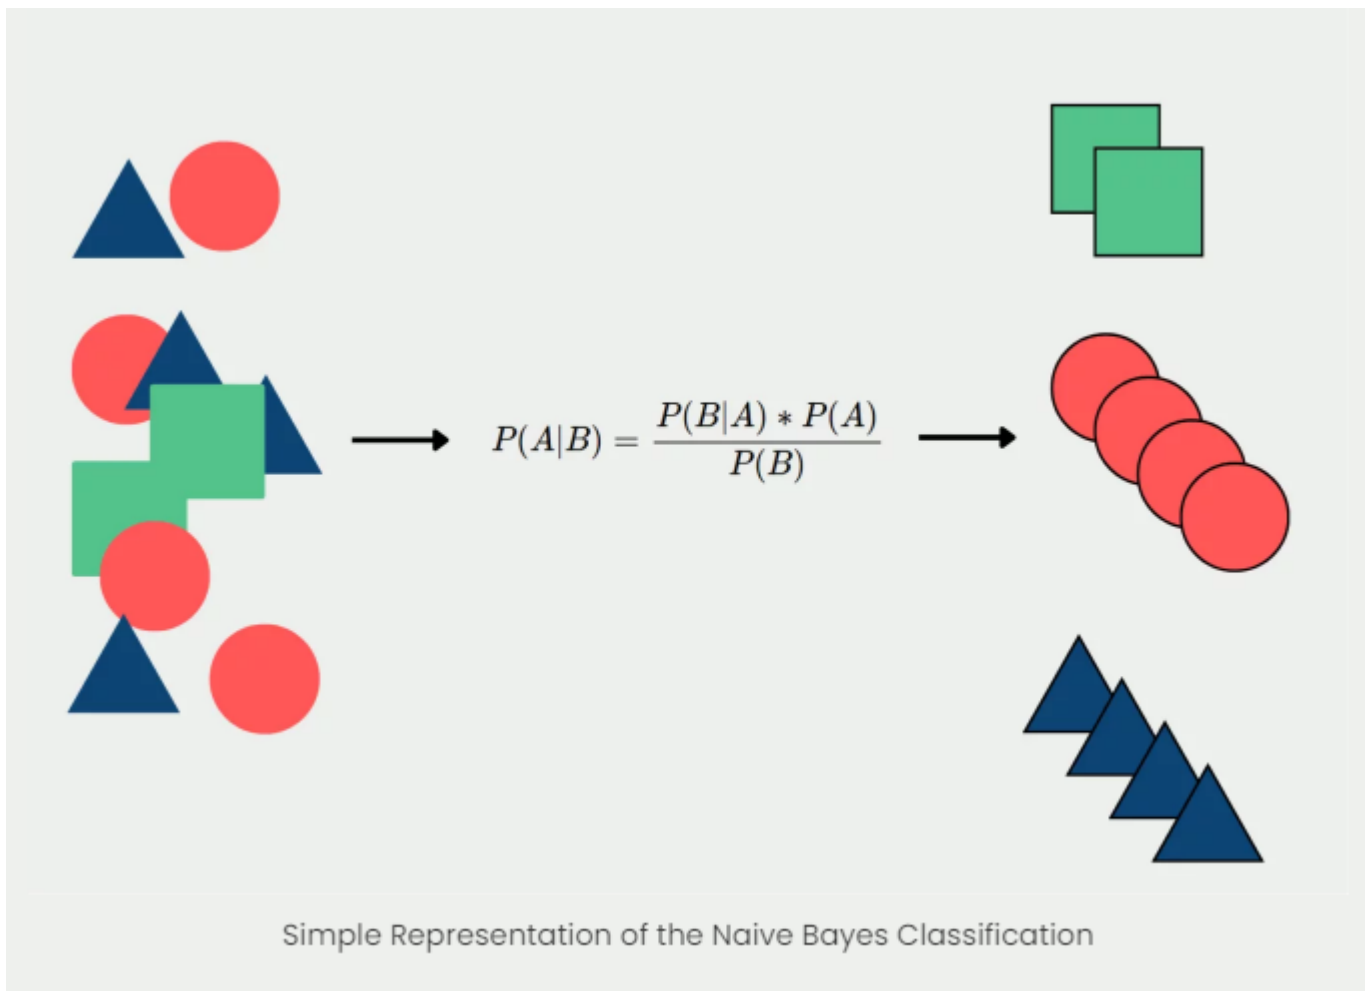 P(A|B) = P(B|A) * P(A) / P(B)
Simple Representation of the Naive Bayes Classification